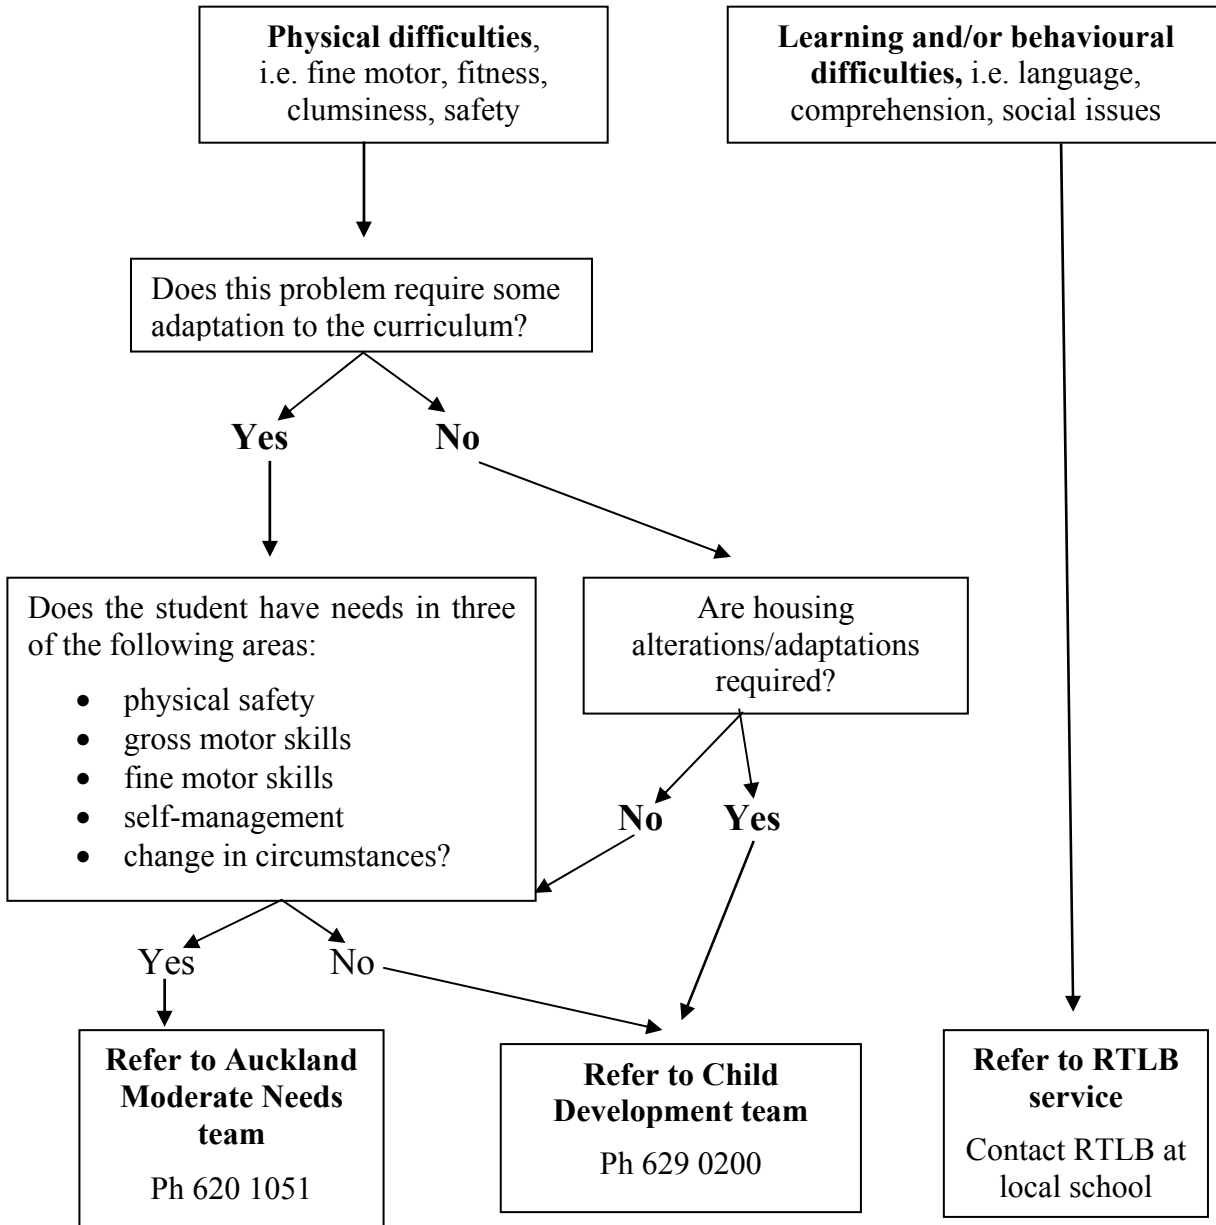 Physical difficulties,
i.e. fine motor, fitness,
clumsiness, safety
Learning and/or behavioural
difficulties, i.e. language,
comprehension, social issues
Does this problem require some
adaptation to the curriculum?
Yes
No
Does the student have needs in three
of the following areas:
• physical safety
• gross motor skills
• fine motor skills
• self-management
• change in circumstances?
Are housing
alterations/adaptations
required?
No
Yes
Yes
No
Refer to Auckland
Moderate Needs
team
Ph 620 1051
Refer to Child
Development team
Ph 629 0200
Refer to RTLB
service
Contact RTLB at
local school